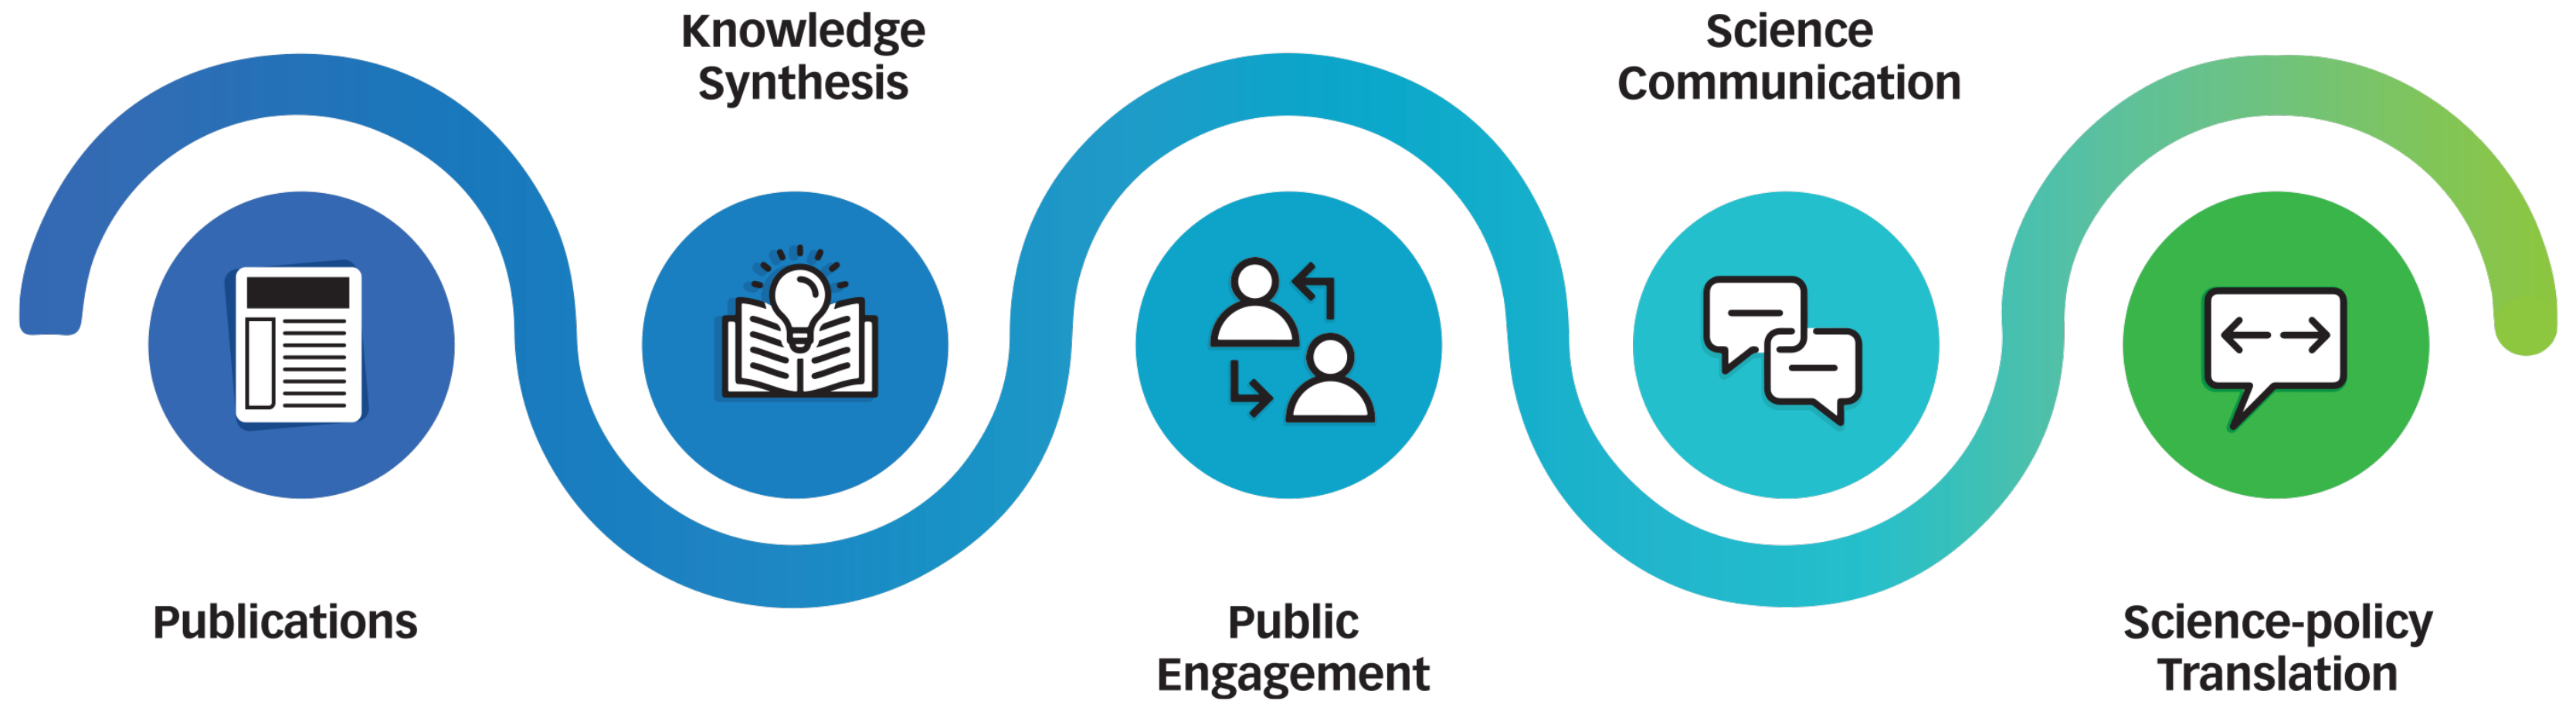 Publications
Knowledge
Synthesis
Public
Engagement
Science
Communication
Science-policy
Translation